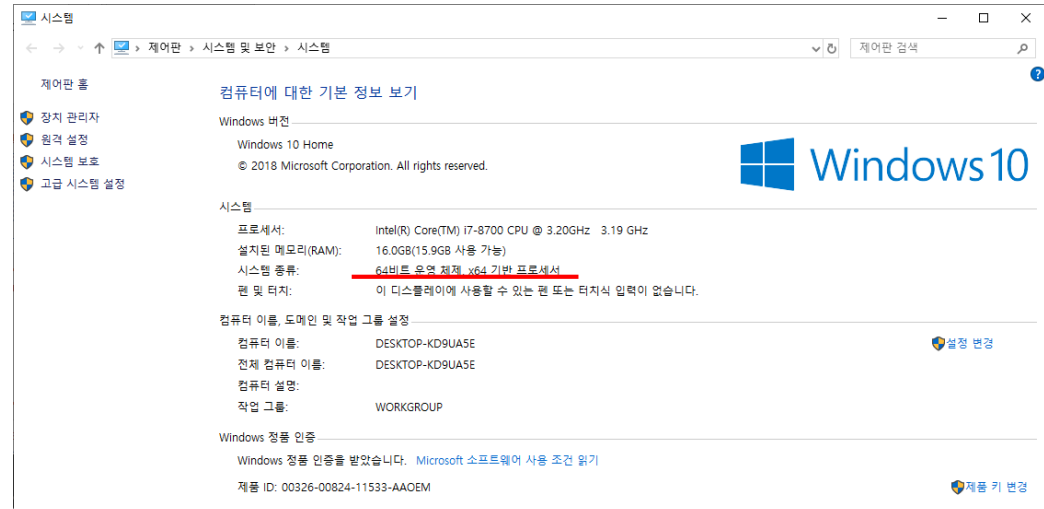 시스템
제어판 › 시스템 및 보안 › 시스템
제어판 검색
제어판 홈
장치 관리자
원격 설정
시스템 보호
고급 시스템 설정
컴퓨터에 대한 기본 정보 보기
Windows 버전
Windows 10 Home
© 2018 Microsoft Corporation. All rights reserved.
Windows 10
시스템
프로세서: Intel(R) Core(TM) i7-8700 CPU @ 3.20GHz 3.19 GHz
설치된 메모리(RAM): 16.0GB(15.9GB 사용 가능)
시스템 종류: 64비트 운영 체제, x64 기반 프로세서
펜 및 터치: 이 디스플레이에 사용할 수 있는 펜 또는 터치식 입력이 없습니다.
컴퓨터 이름, 도메인 및 작업 그룹 설정
컴퓨터 이름: DESKTOP-KD9UA5E
설정 변경
전체 컴퓨터 이름: DESKTOP-KD9UA5E
컴퓨터 설명:
작업 그룹: WORKGROUP
Windows 정품 인증
Windows 정품 인증을 받았습니다. Microsoft 소프트웨어 사용 조건 읽기
제품 ID: 00326-00824-11533-AAOEM
제품 키 변경